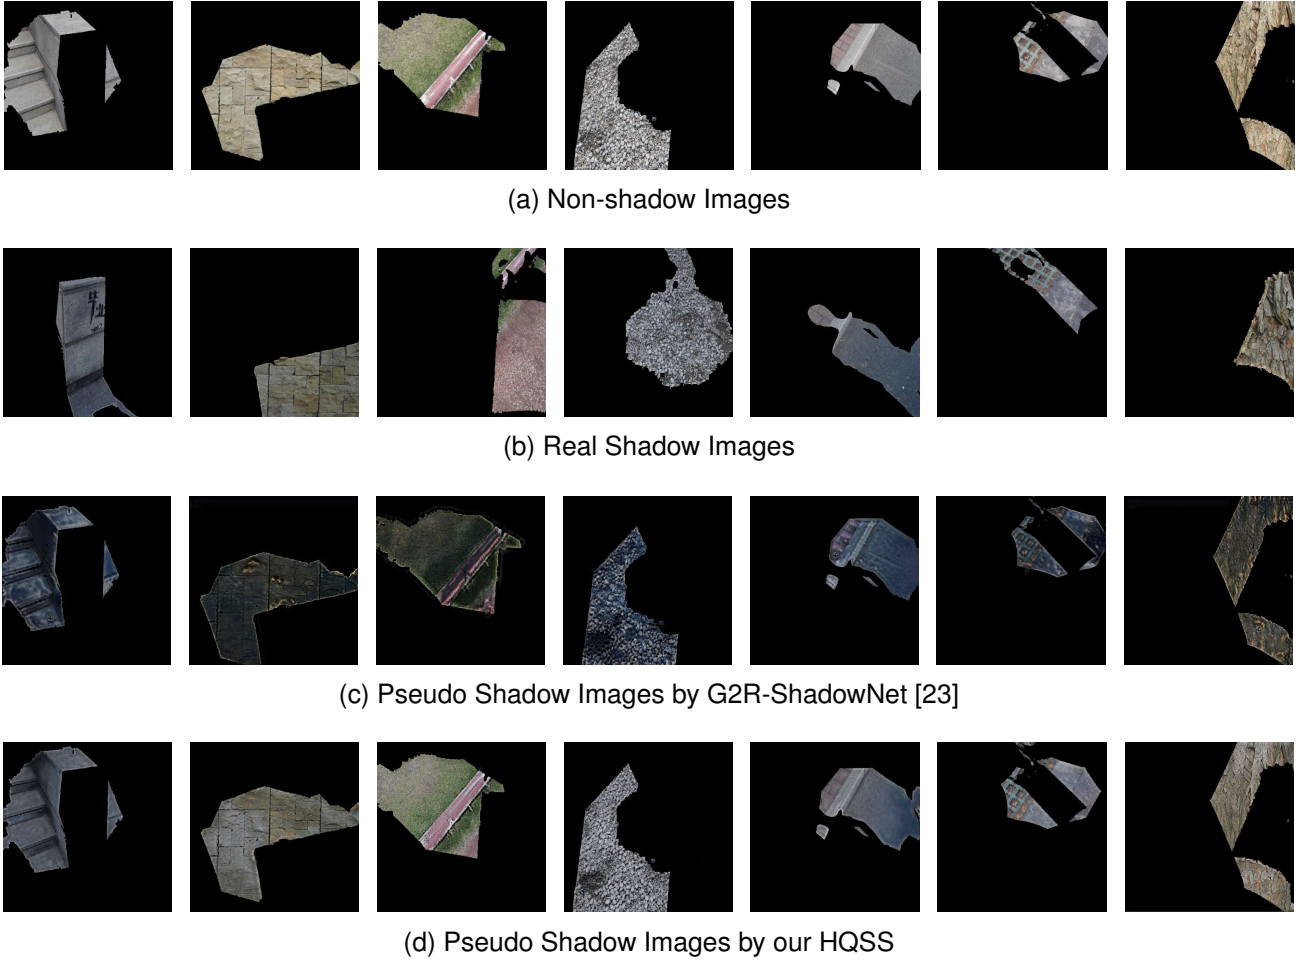 (a) Non-shadow Images
(b) Real Shadow Images
(c) Pseudo Shadow Images by G2R-ShadowNet [23]
(d) Pseudo Shadow Images by our HQSS